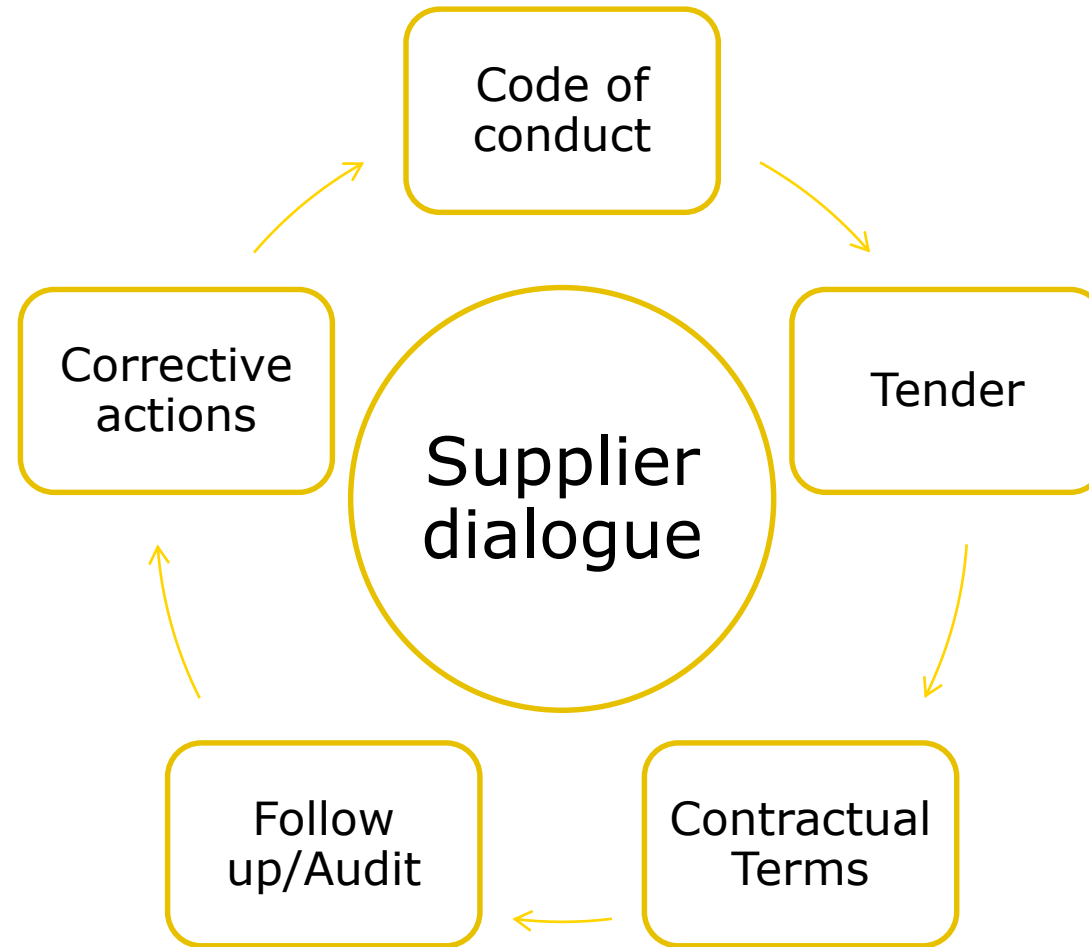 Code of
conduct
Tender
Contractual
Terms
Follow
up/Audit
Corrective
actions
Supplier
dialogue